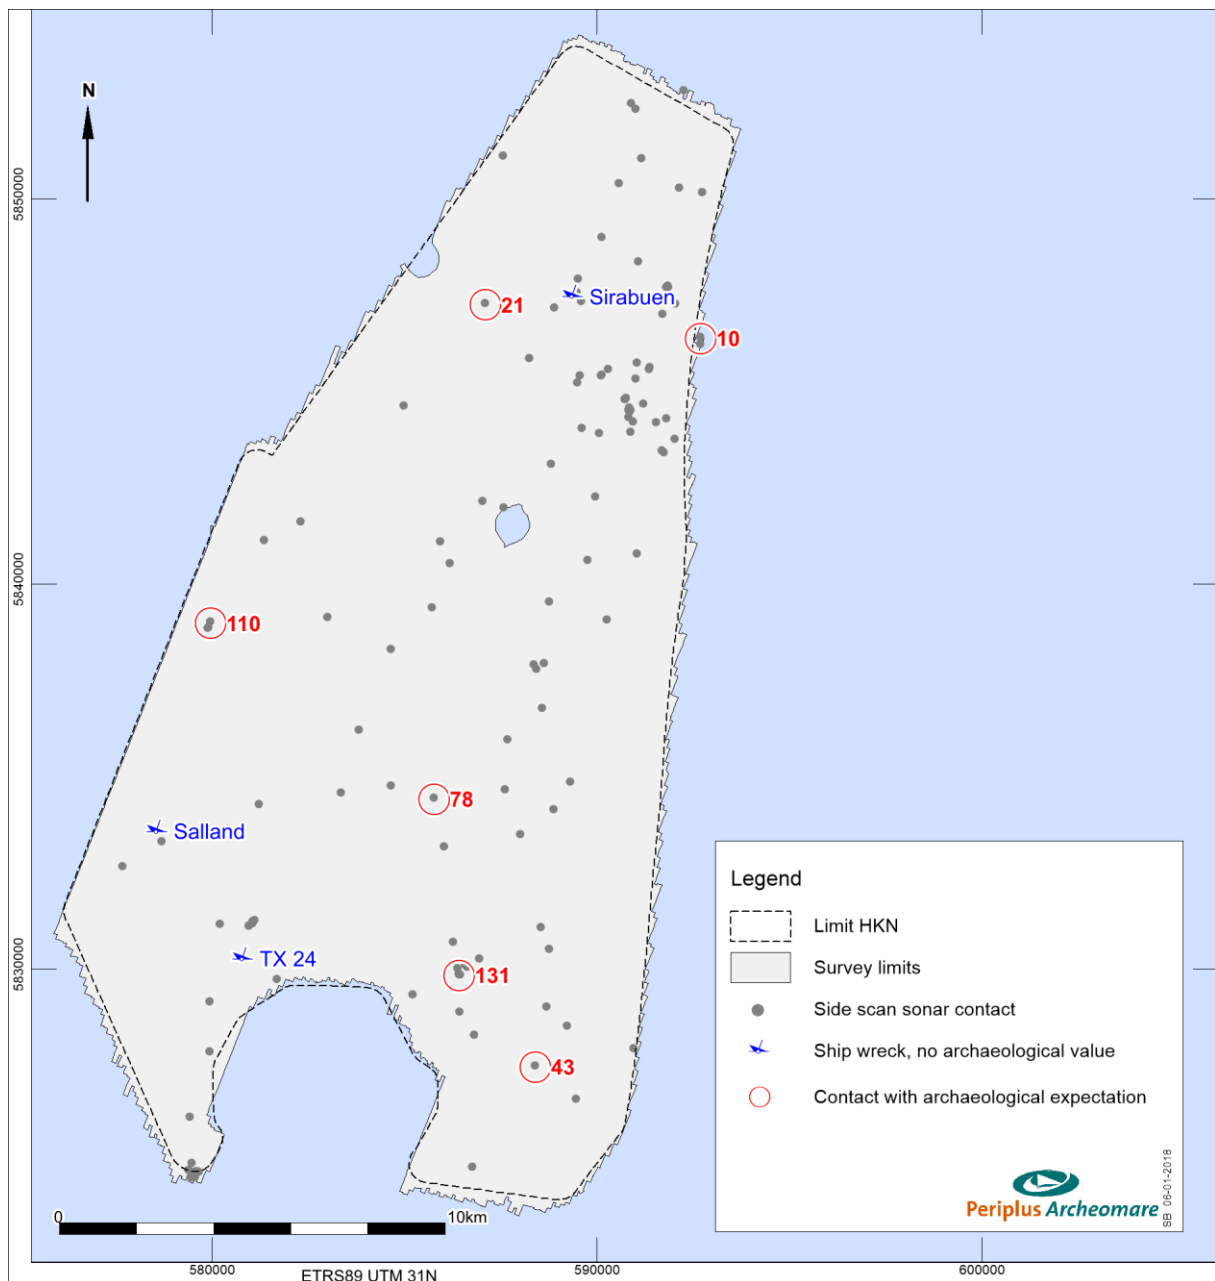 N
5850000
Sirabuen
21
10
5840000
110
78
Salland
5830000
TX 24
131
43
Legend
Limit HKN
Survey limits
Side scan sonar contact
Ship wreck, no archaeological value
Contact with archaeological expectation
Periplus Archeomare
SB 06-01-2018
0
10km
580000
ETRS89 UTM 31N
590000
600000